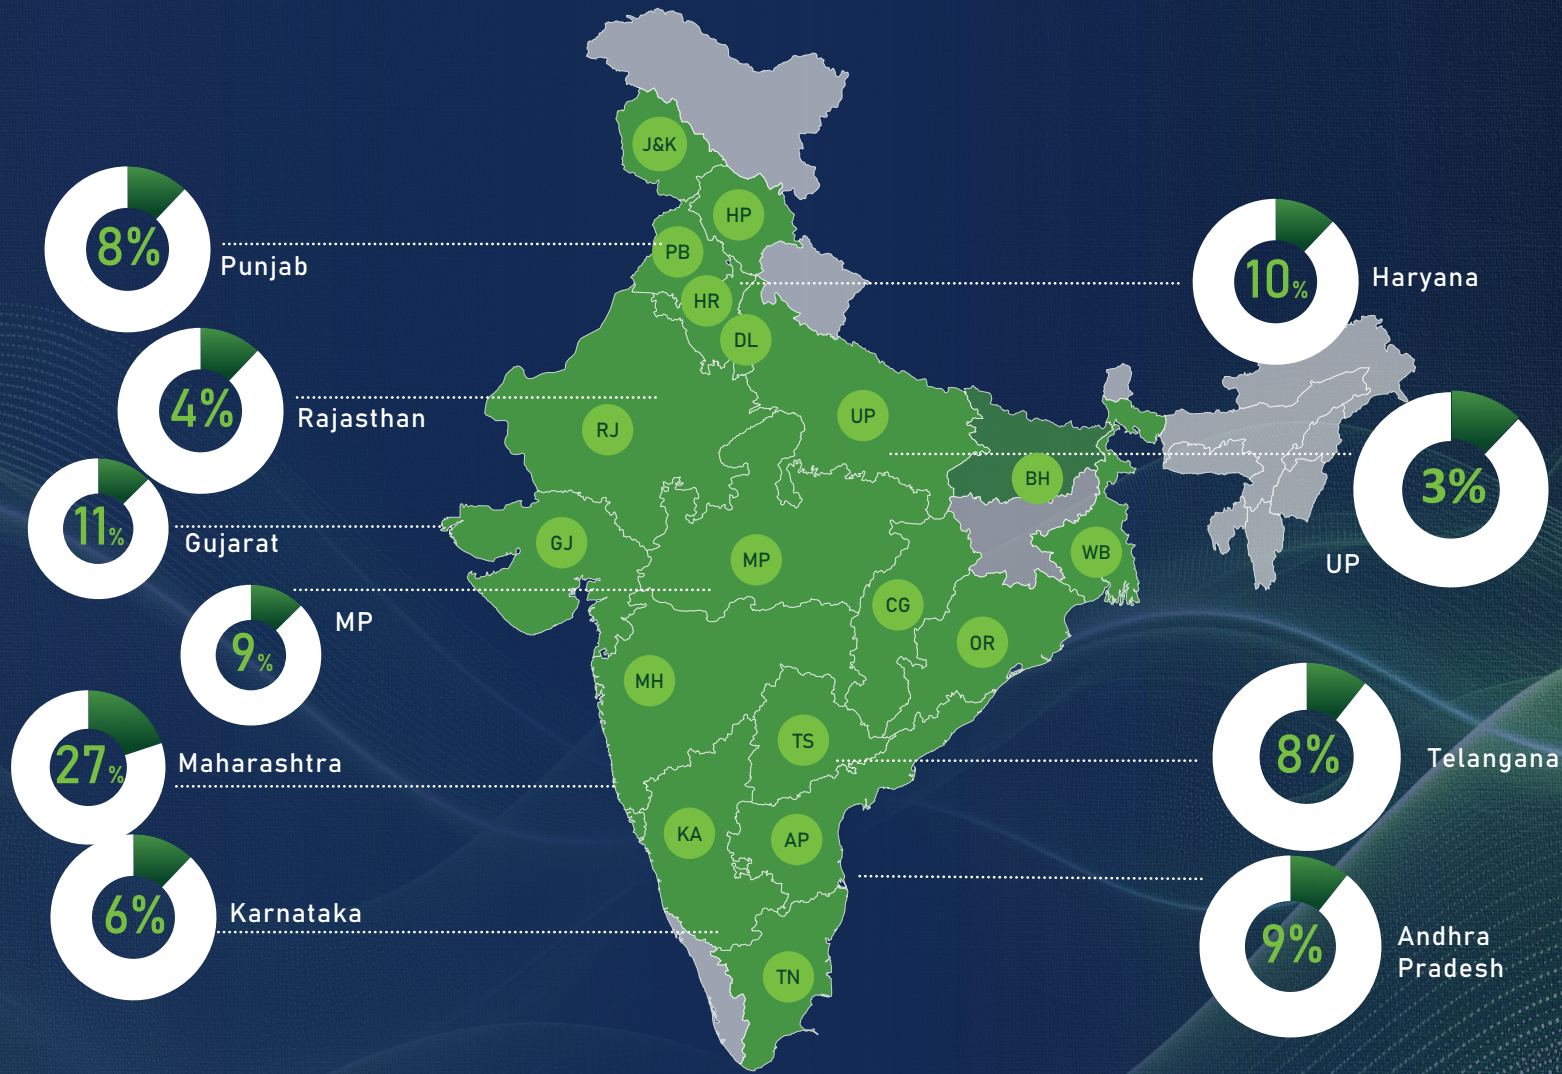 8%
Punjab
4%
Rajasthan
11%
Gujarat
9%
MP
27%
Maharashtra
6%
Karnataka
J&K
HP
PB
HR
DL
RJ
UP
BH
GJ
MP
WB
CG
OR
MH
TS
KA
AP
TN
10%
Haryana
3%
UP
8%
Telangana
9%
Andhra
Pradesh